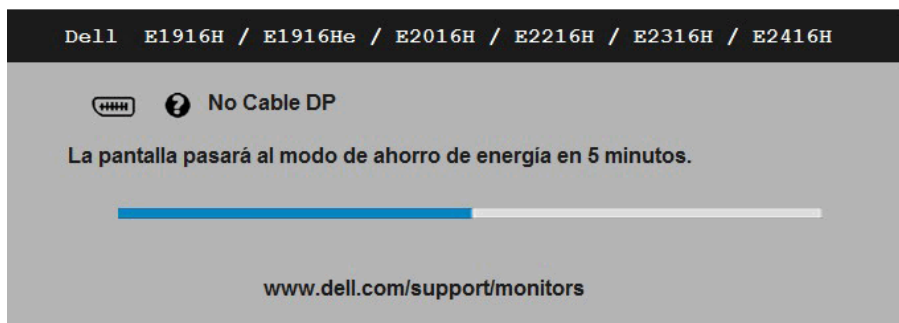 Dell E1916H / E1916He / E2016H / E2216H / E2316H / E2416H
No Cable DP
La pantalla pasará al modo de ahorro de energía en 5 minutos.
www.dell.com/support/monitors